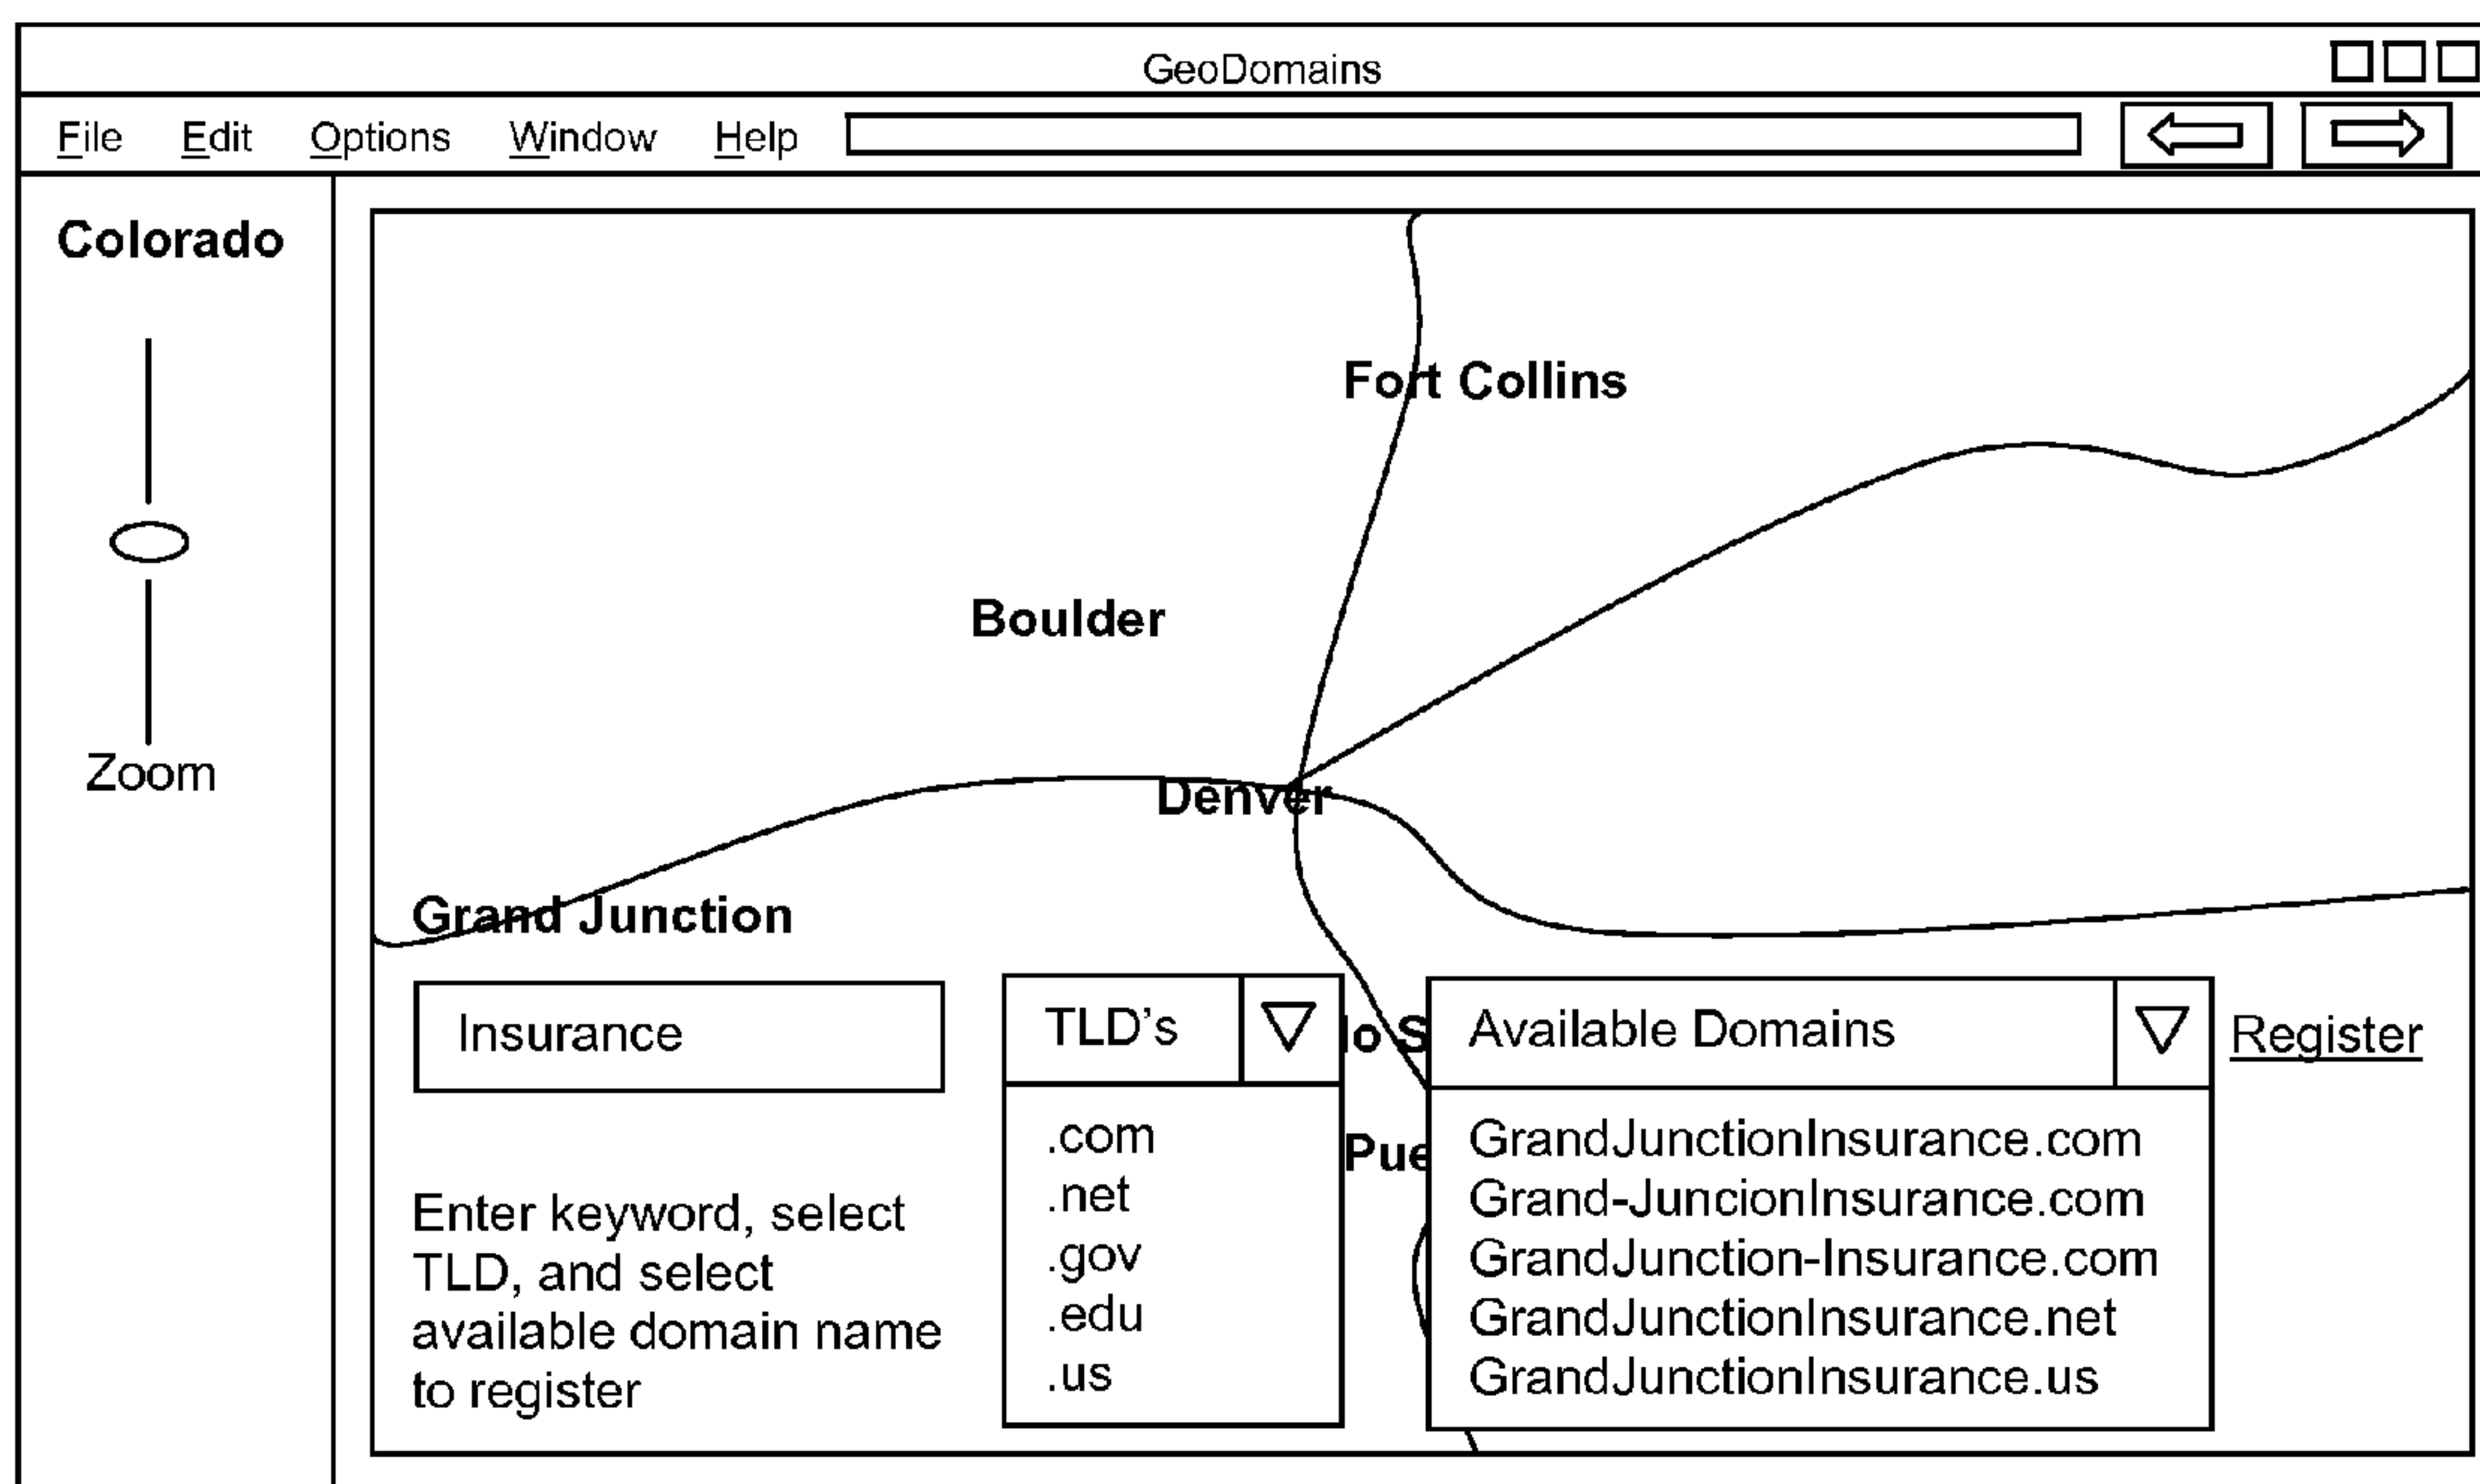 GeoDomains
File Edit Options Window Help
Colorado
Zoom
Fort Collins
Boulder
Denver
Grand Junction
Insurance
TLD's
lo S
Available Domains
Register
Pue
.com
.net
.gov
.edu
.us
GrandJunctionInsurance.com
Grand-JuncionInsurance.com
GrandJunction-Insurance.com
GrandJunctionInsurance.net
GrandJunctionInsurance.us
Enter keyword, select
TLD, and select
available domain name
to register